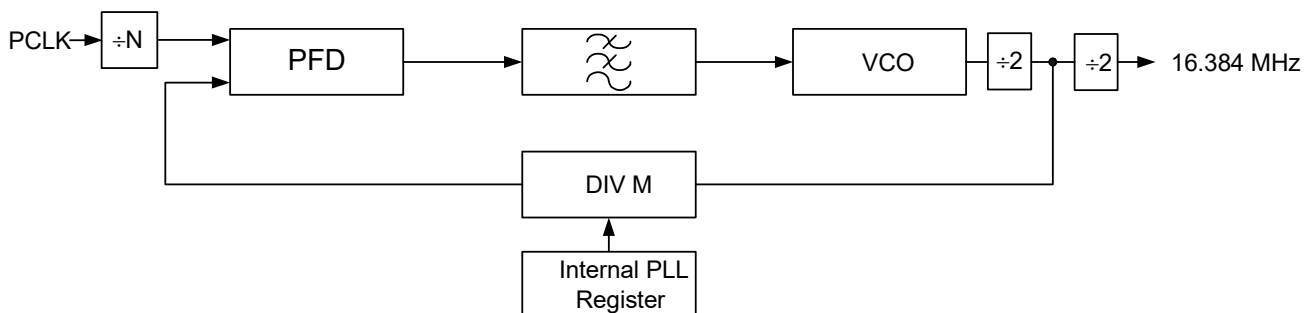 PCLK
÷N
PFD
VCO
÷2
÷2
16.384 MHz
DIV M
Internal PLL
Register